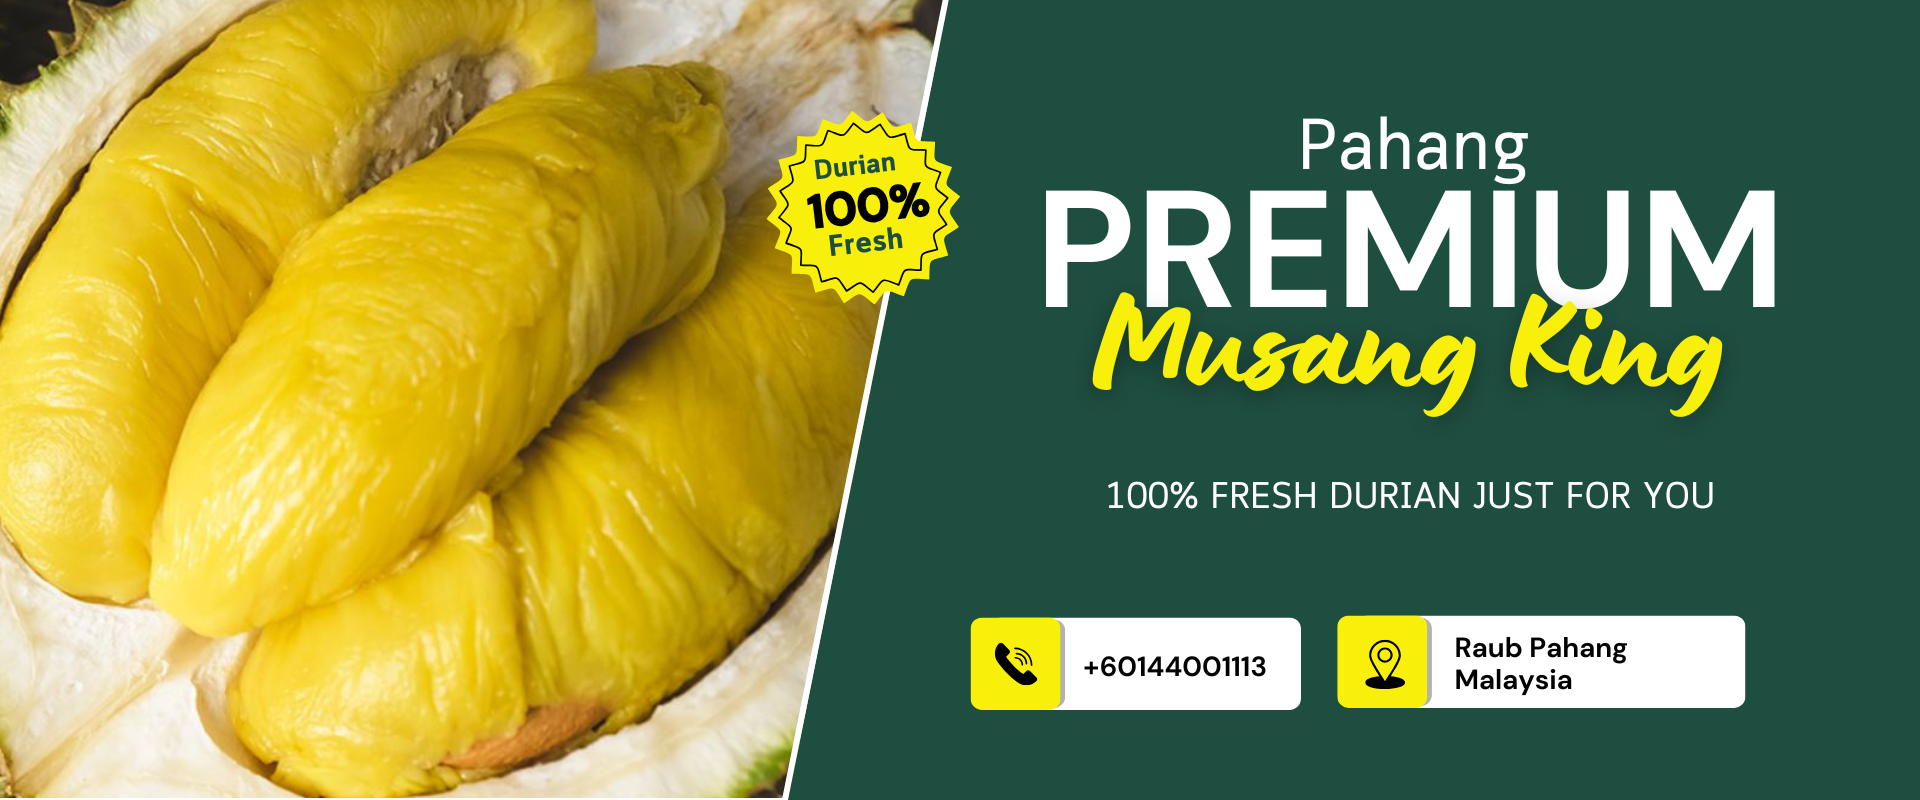 Durian
100%
Fresh
Pahang
PREMIUM
Musang King
100% FRESH DURIAN JUST FOR YOU
+60144001113
Raub Pahang
Malaysia